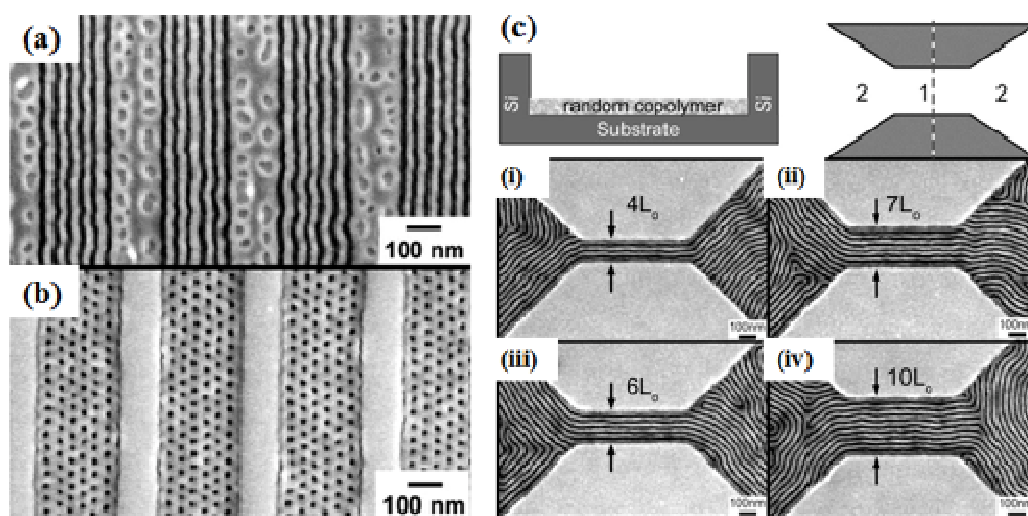 (a)
100 nm
(b)
100 nm
(c)
Si
random copolymer
Si
Substrate
2 1 2
(i)
4Lo
100nm
(ii)
7Lo
100nm
(iii)
6Lo
100nm
(iv)
10Lo
100nm